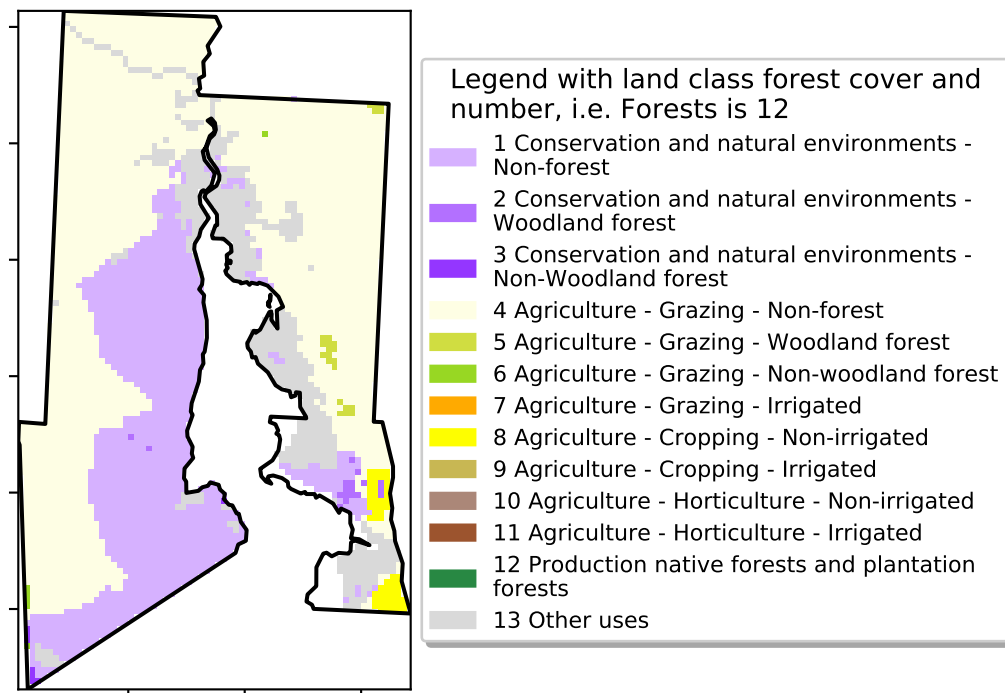 Legend with land class forest cover and
number, i.e. Forests is 12
1 Conservation and natural environments -
Non-forest
2 Conservation and natural environments -
Woodland forest
3 Conservation and natural environments -
Non-Woodland forest
4 Agriculture - Grazing - Non-forest
5 Agriculture - Grazing - Woodland forest
6 Agriculture - Grazing - Non-woodland forest
7 Agriculture - Grazing - Irrigated
8 Agriculture - Cropping - Non-irrigated
9 Agriculture - Cropping - Irrigated
10 Agriculture - Horticulture - Non-irrigated
11 Agriculture - Horticulture - Irrigated
12 Production native forests and plantation
forests
13 Other uses